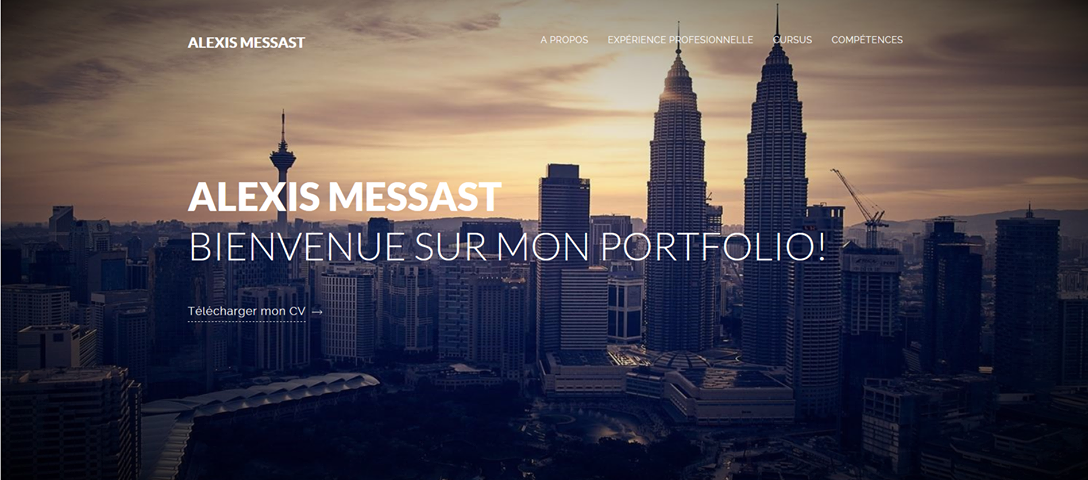 ALEXIS MESSAST
A PROPOS EXPÉRIENCE PROFESIONNELLE CURSUS COMPÉTENCES
ALEXIS MESSAST
BIENVENUE SUR MON PORTFOLIO!
Télécharger mon CV →